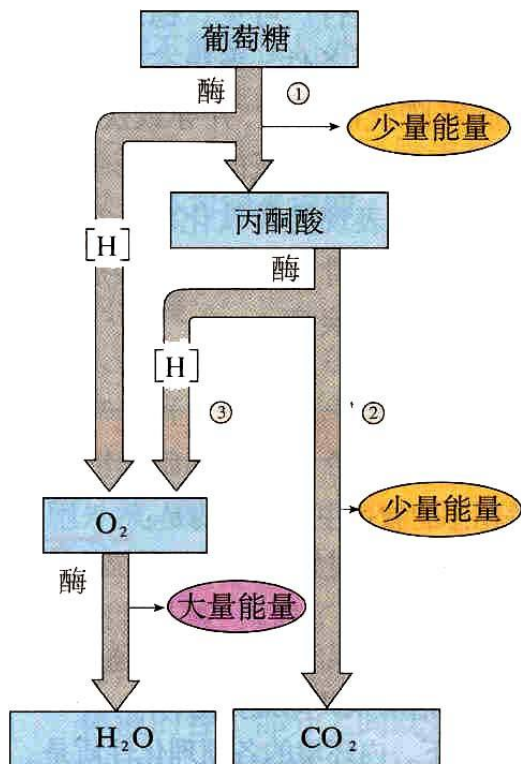 葡萄糖
酶
①
少量能量
丙酮酸
酶
[H]
[H]
③
②
少量能量
O₂
酶
大量能量
H₂O
CO₂